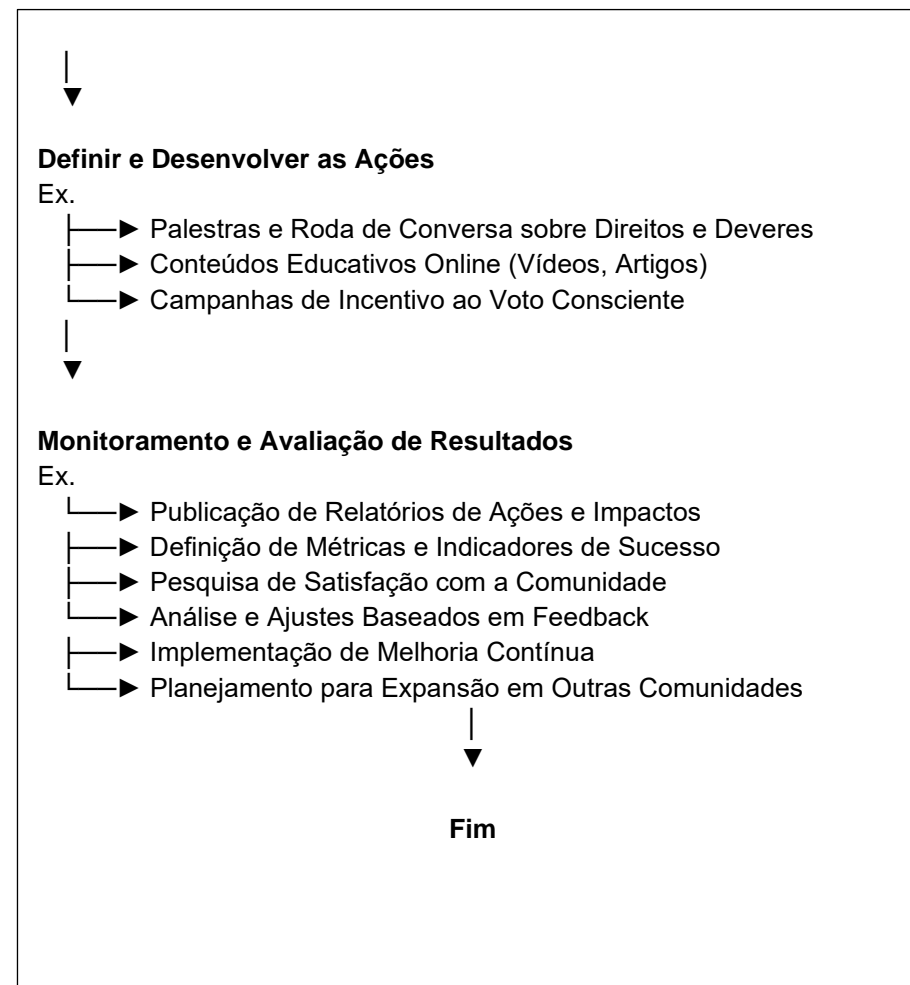 Definir e Desenvolver as Ações
Ex.
Palestras e Roda de Conversa sobre Direitos e Deveres
Conteúdos Educativos Online (Vídeos, Artigos)
Campanhas de Incentivo ao Voto Consciente
Monitoramento e Avaliação de Resultados
Ex.
Publicação de Relatórios de Ações e Impactos
Definição de Métricas e Indicadores de Sucesso
Pesquisa de Satisfação com a Comunidade
Análise e Ajustes Baseados em Feedback
Implementação de Melhoria Contínua
Planejamento para Expansão em Outras Comunidades
Fim